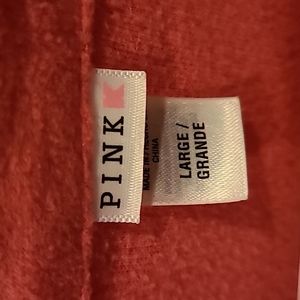 PINK
MADE IN
CHINA
LARGE /
GRANDE